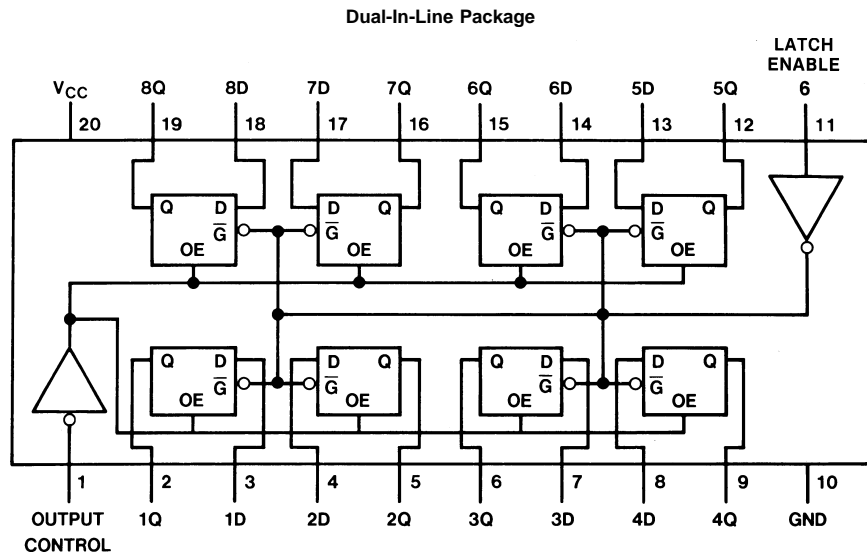 Dual-In-Line Package
LATCH
ENABLE
V_CC 8Q 8D 7D 7Q 6Q 6D 5D 5Q 6
20 19 18 17 16 15 14 13 12 11
Q D D Q Q D D Q
G̅ G̅ G̅ G̅
OE OE OE OE
Q D D Q Q D D Q
G̅ G̅ G̅ G̅
OE OE OE OE
1 2 3 4 5 6 7 8 9 10
OUTPUT 1Q 1D 2D 2Q 3Q 3D 4D 4Q GND
CONTROL